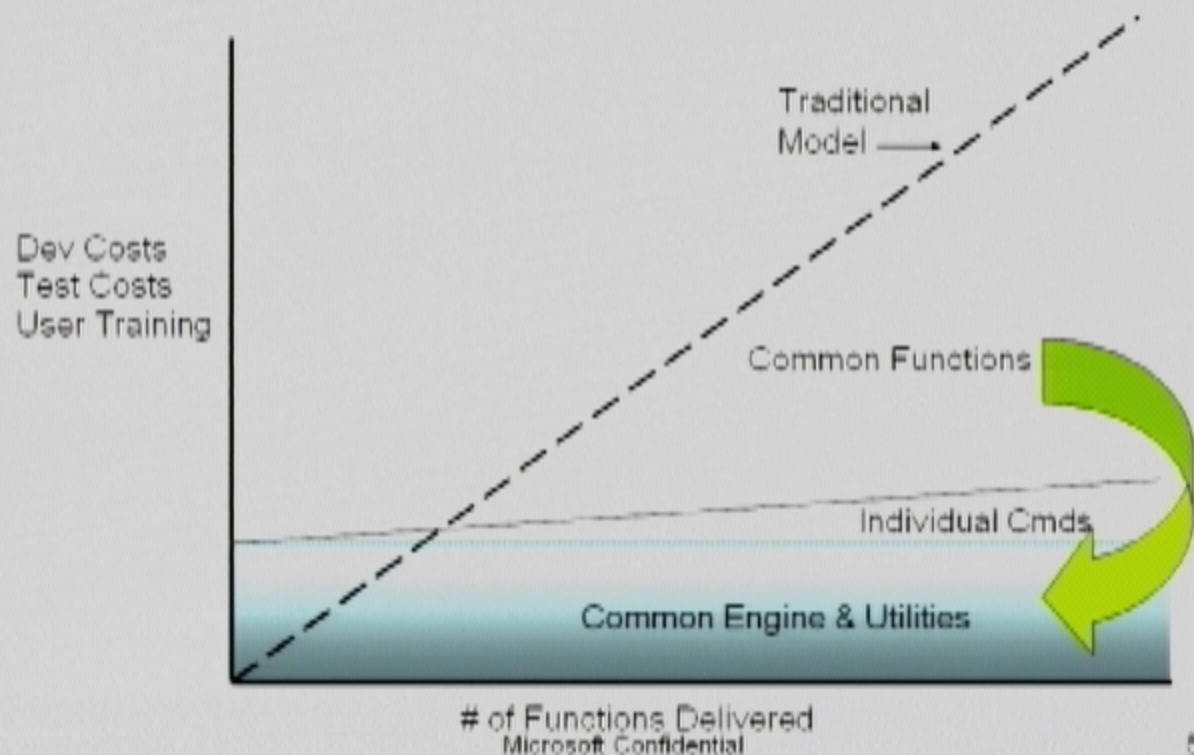 Traditional
Model
Dev Costs
Test Costs
User Training
Common Functions
Individual Cmds
Common Engine & Utilities
# of Functions Delivered
Microsoft Confidential